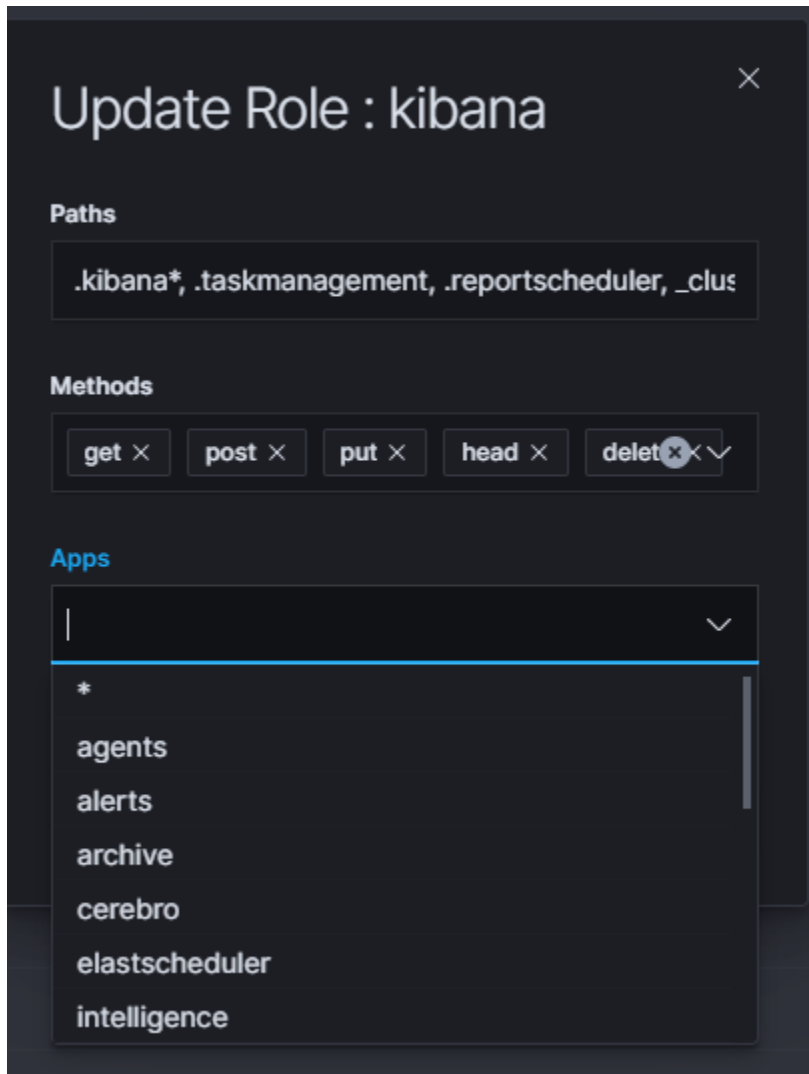 Update Role : kibana
Paths
.kibana*, .taskmanagement, .reportscheduler, _clus
Methods
get post put head delet
Apps
*
agents
alerts
archive
cerebro
elastscheduler
intelligence